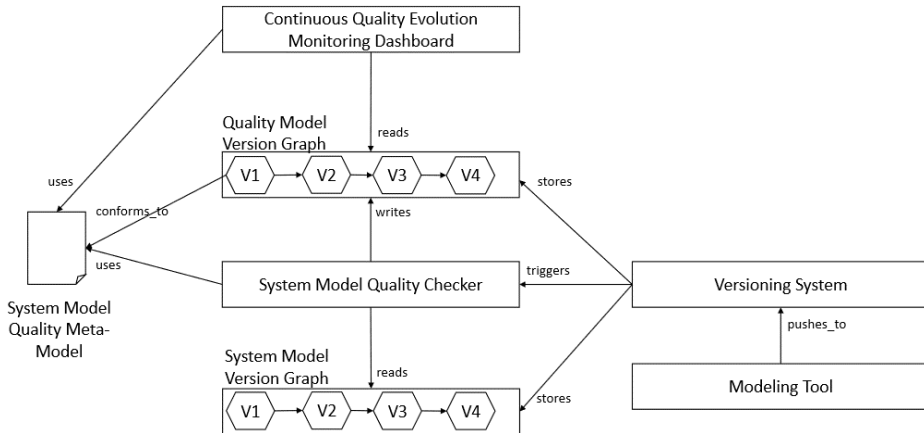 Continuous Quality Evolution
Monitoring Dashboard
reads
Quality Model
Version Graph
V1
V2
V3
V4
uses
stores
conforms_to
writes
uses
triggers
System Model Quality Checker
Versioning System
System Model
Quality Meta-
Model
pushes_to
System Model
Version Graph
reads
Modeling Tool
stores
V1
V2
V3
V4